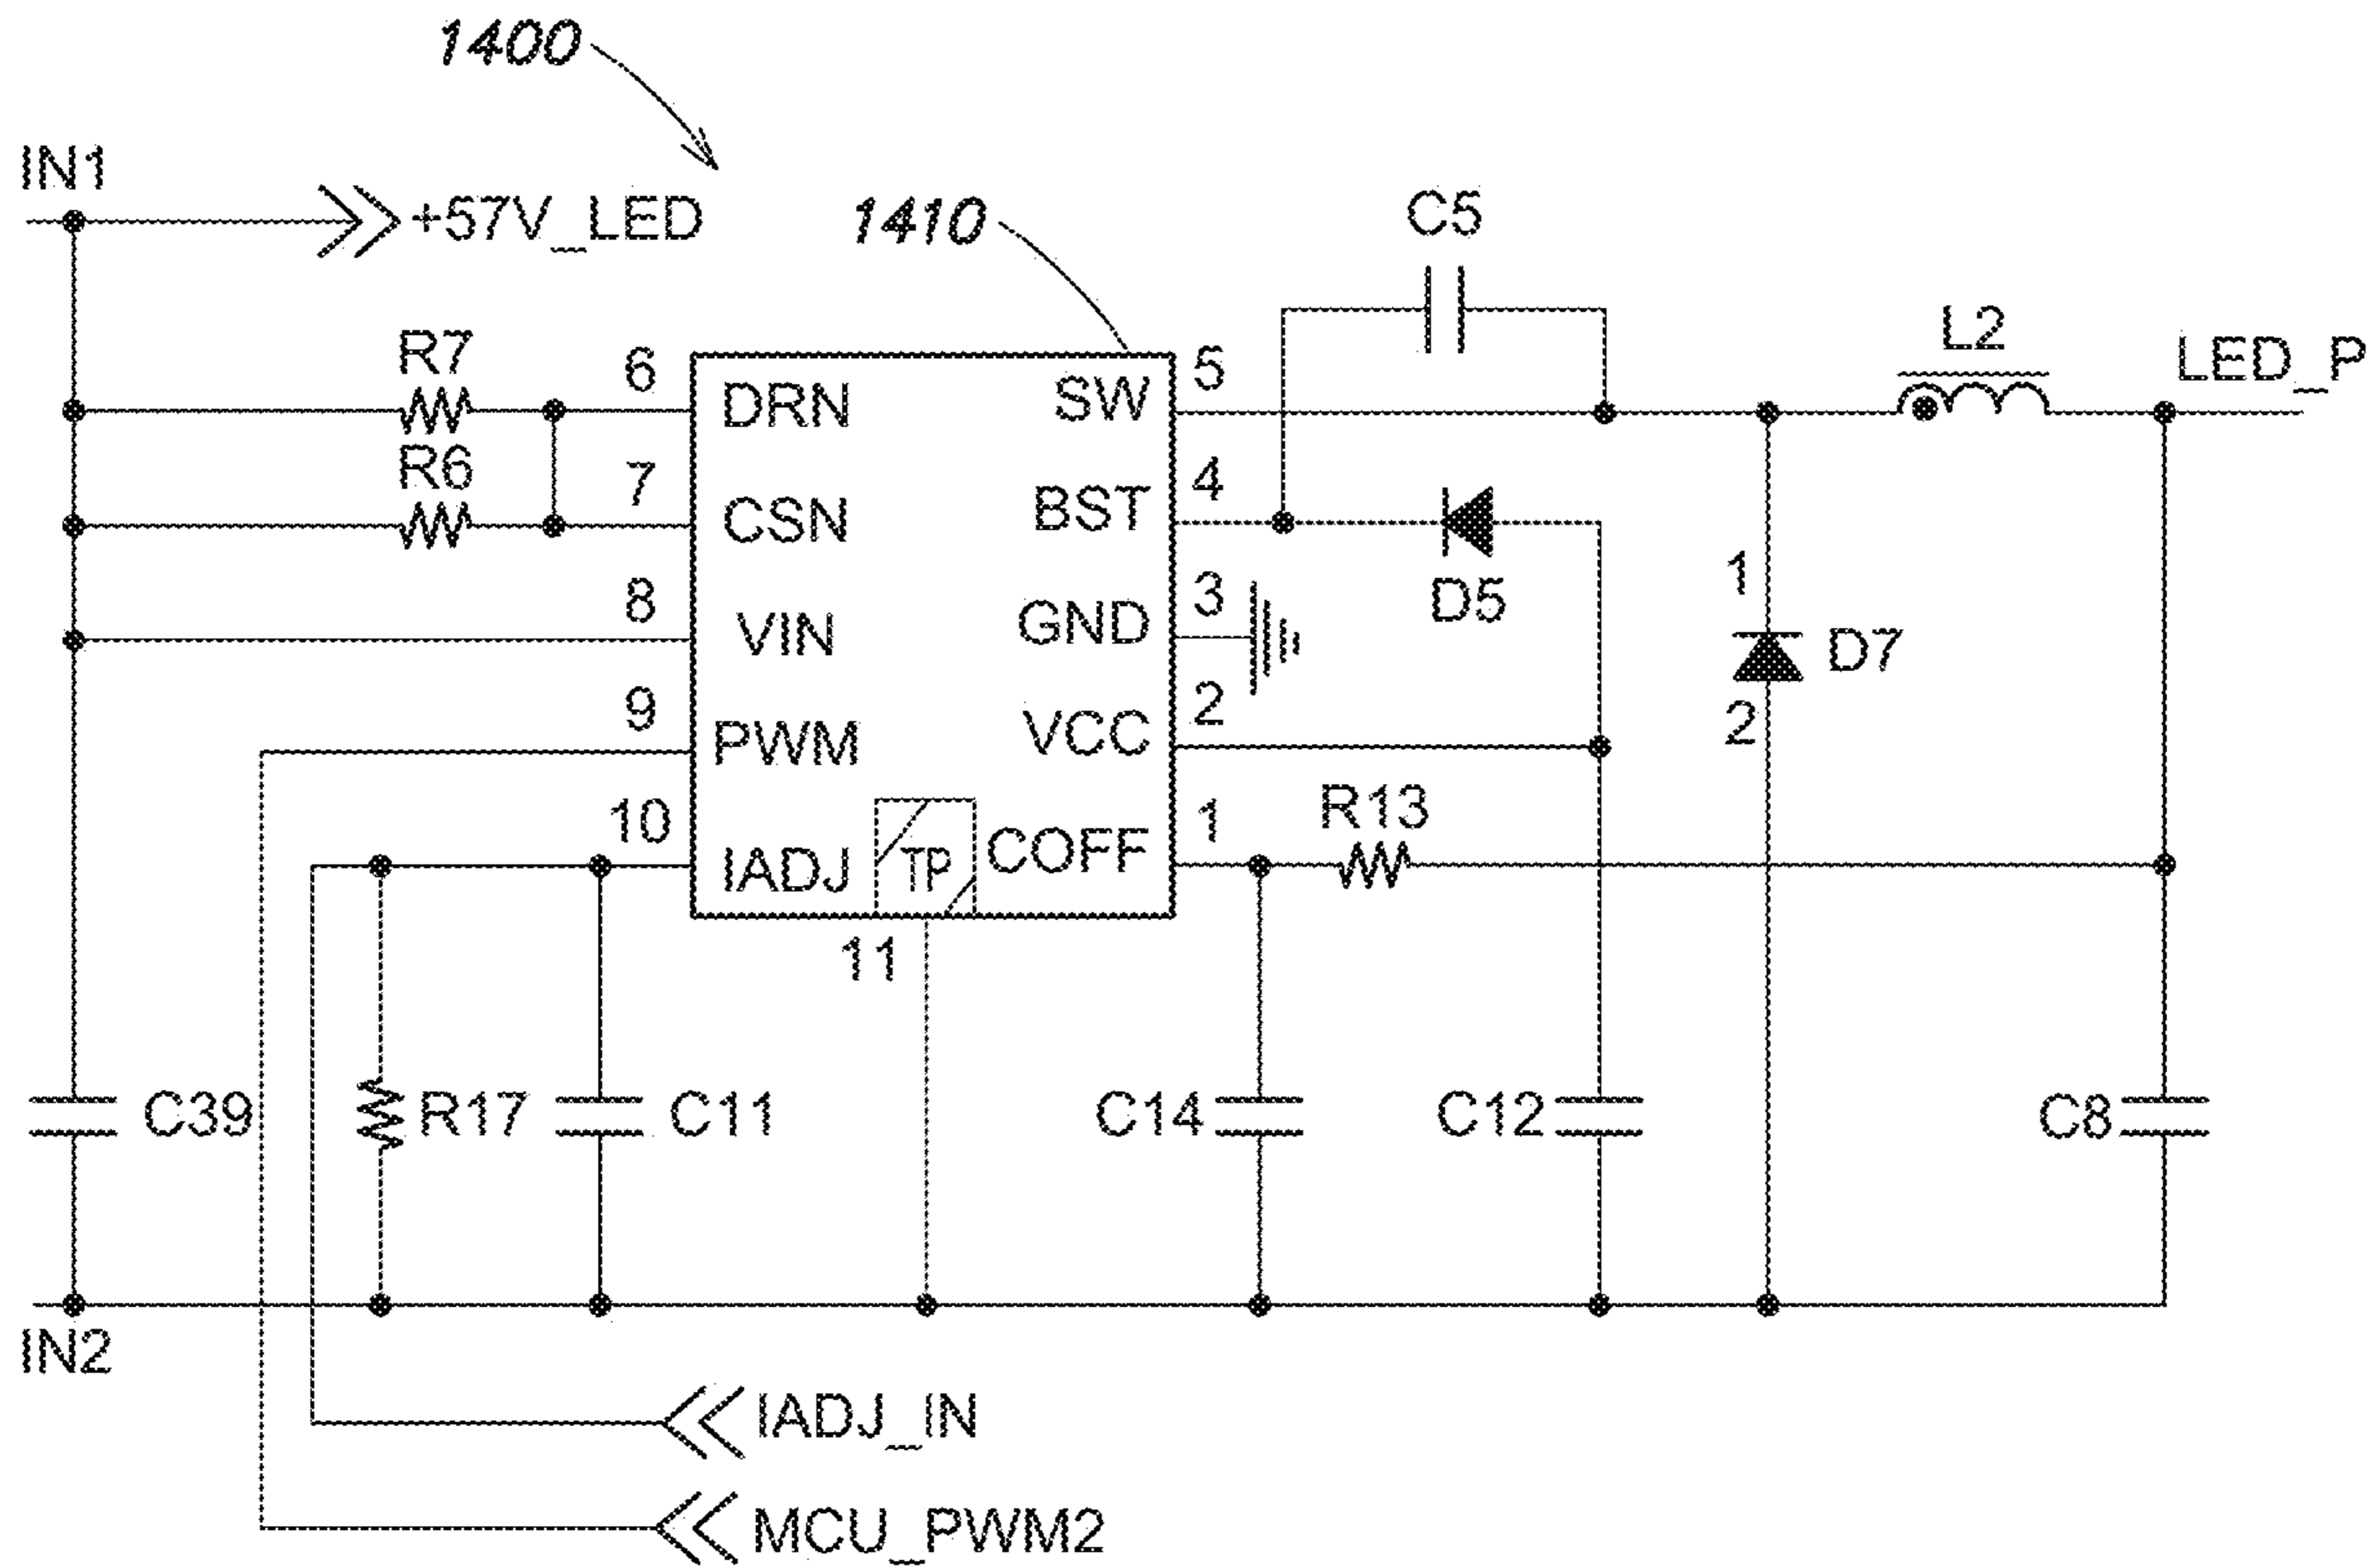 1400
IN1
+57V_LED
1410
C5
L2
LED_P
R7
6
DRN
SW
5
R6
7
CSN
BST
4
D5
8
VIN
GND
3
1
D7
2
9
PWM
VCC
2
10
IADJ
TP
COFF
1
R13
11
C39
R17
C11
C14
C12
C8
IN2
IADJ_IN
MCU_PWM2